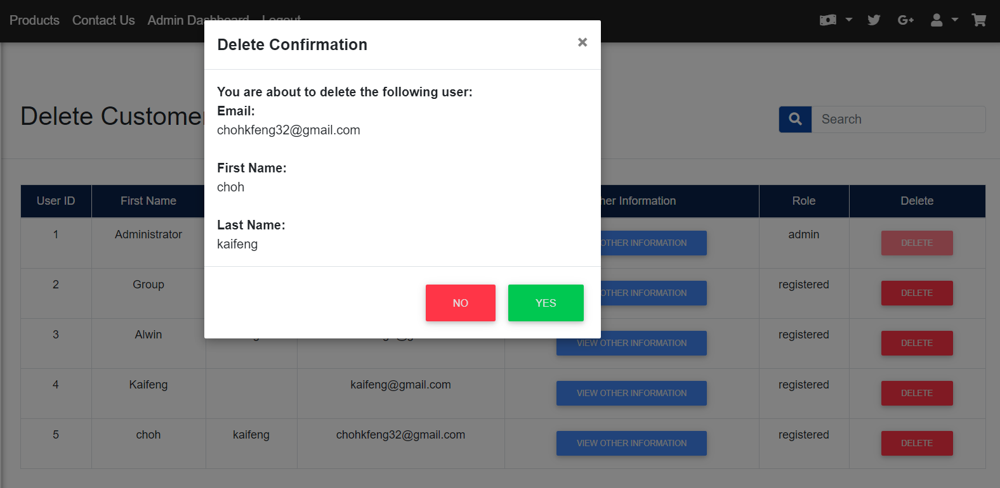 Products Contact Us Admin Dashboard Logout
Delete Confirmation ×
You are about to delete the following user:
Email:
chohkfeng32@gmail.com
First Name:
choh
Last Name:
kaifeng
NO YES
Delete Customer
Search
User ID First Name Information Role Delete
1 Administrator OTHER INFORMATION admin DELETE
2 Group OTHER INFORMATION registered DELETE
3 Alwin VIEW OTHER INFORMATION registered DELETE
4 Kaifeng kaifeng@gmail.com VIEW OTHER INFORMATION registered DELETE
5 choh kaifeng chohkfeng32@gmail.com VIEW OTHER INFORMATION registered DELETE